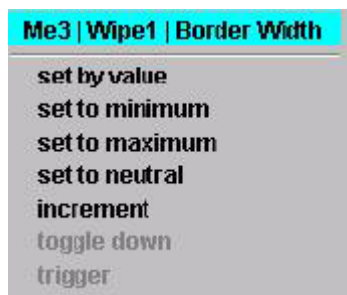 Me3 | Wipe1 | Border Width
set by value
set to minimum
set to maximum
set to neutral
increment
toggle down
trigger